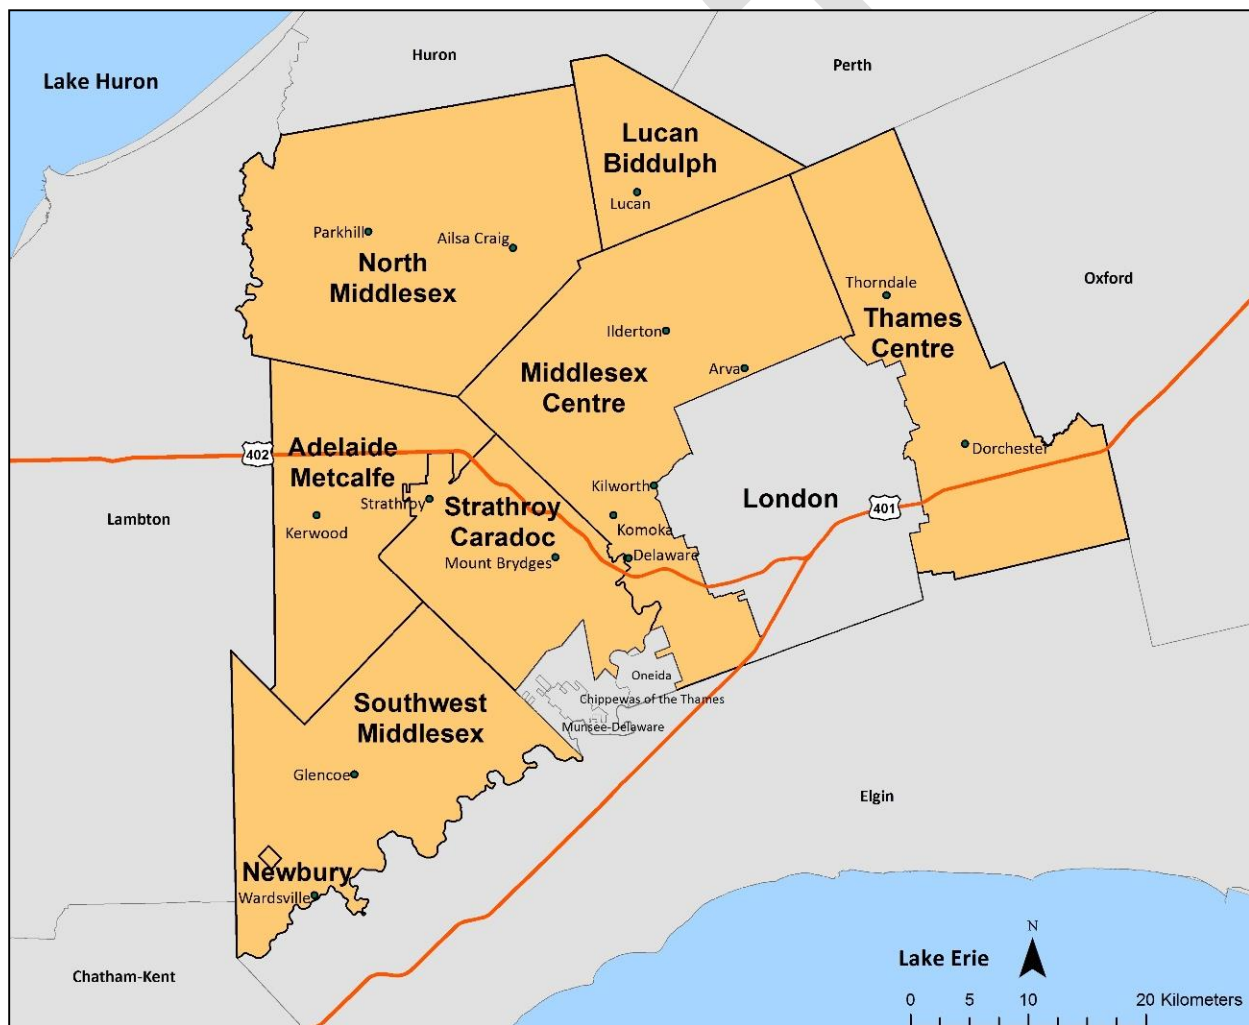 Huron
Perth
Lake Huron
Lucan
Biddulph
Lucan
Parkhill
Ailsa Craig
North
Middlesex
Oxford
Thorndale
Thames
Centre
Ilderton
Arva
Middlesex
Centre
402
Adelaide
Metcalfe
Dorchester
Kilworth
London
Strathroy
Strathroy
Caradoc
401
Lambton
Kerwood
Komoka
Mount Brydges
Delaware
Oneida
Chippewas of the Thames
Munsee-Delaware
Southwest
Middlesex
Glencoe
Elgin
Newbury
Wardsville
Chatham-Kent
Lake Erie
N
0 5 10 20 Kilometers